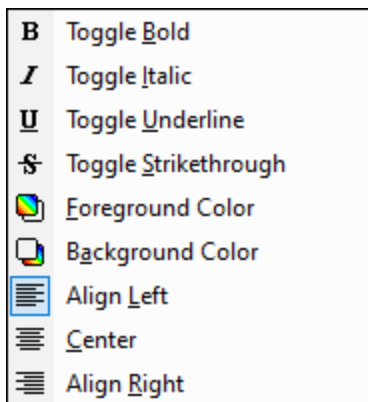 B Toggle Bold
I Toggle Italic
U Toggle Underline
S Toggle Strikethrough
Foreground Color
Background Color
Align Left
Center
Align Right